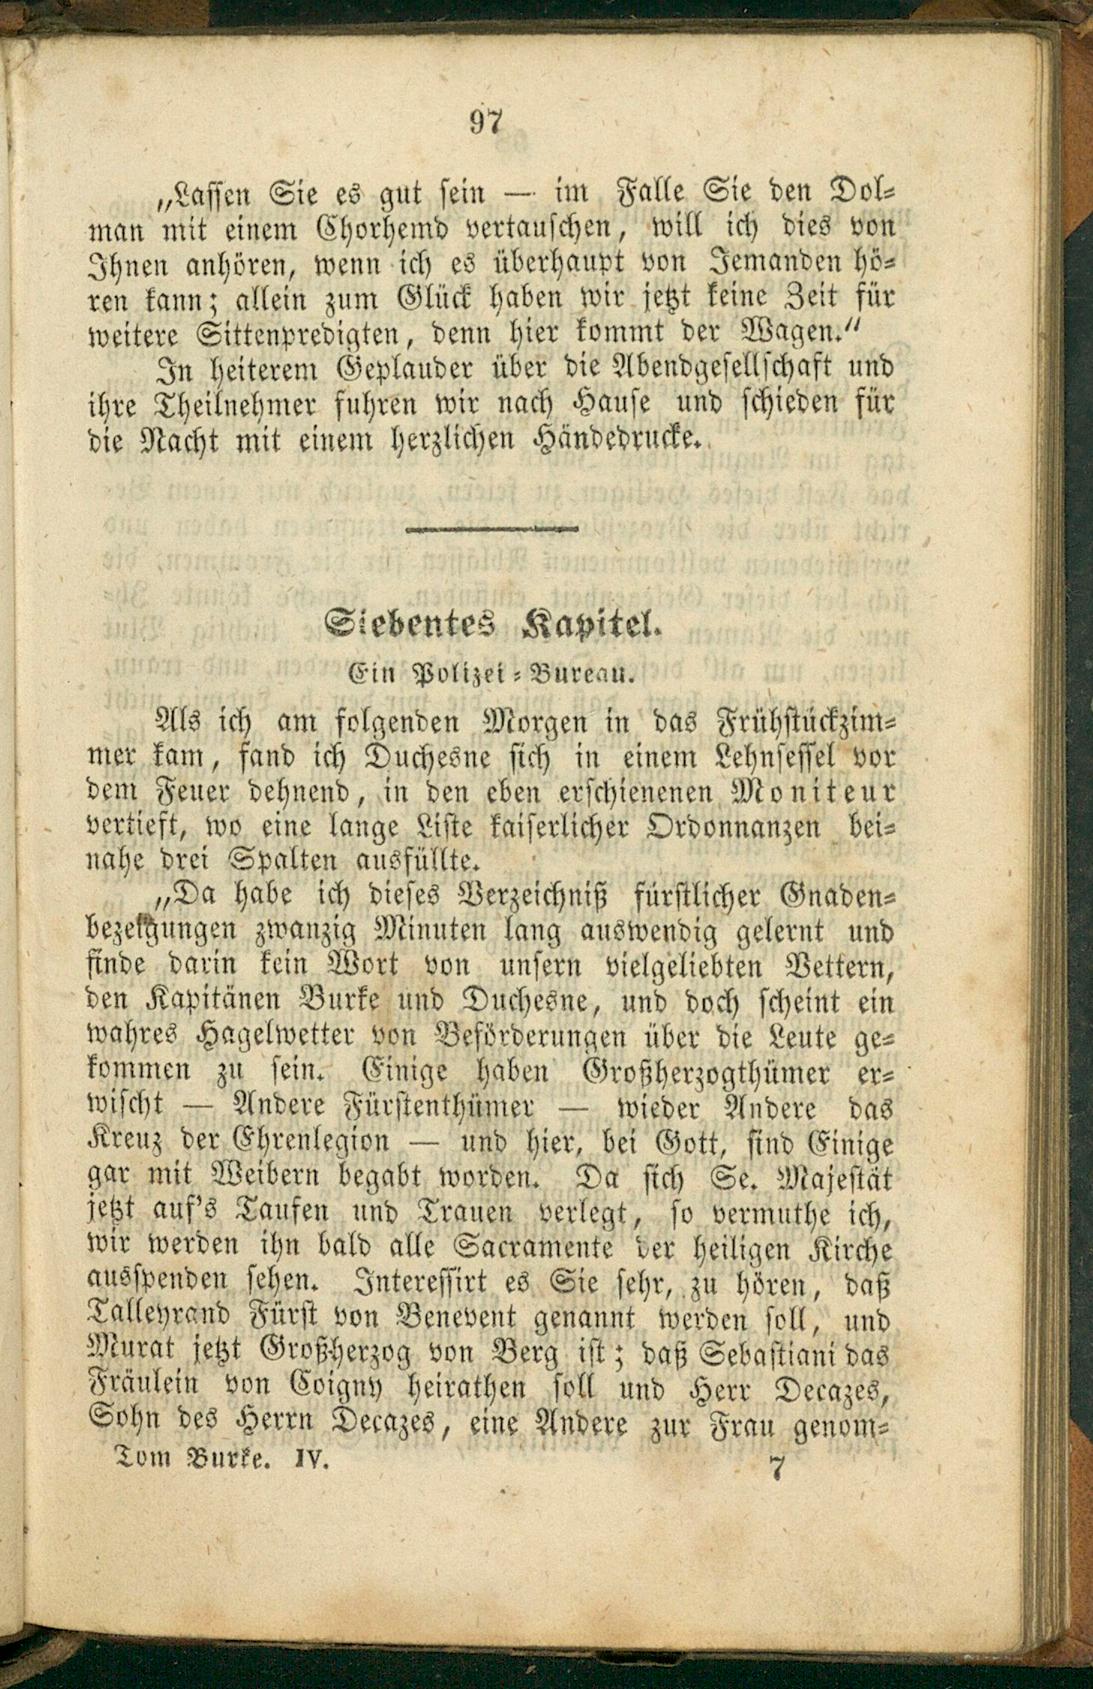 97
„Lassen Sie es gut sein — im Falle Sie den Dol-
man mit einem Chorhemd vertauschen, will ich dies von
Ihnen anhören, wenn ich es überhaupt von Jemanden hö-
ren kann; allein zum Glück haben wir jetzt keine Zeit für
weitere Sittenpredigten, denn hier kommt der Wagen.“
In heiterem Geplauder über die Abendgesellschaft und
ihre Theilnehmer fuhren wir nach Hause und schieden für
die Nacht mit einem herzlichen Händedrucke.
Siebentes Kapitel.
Ein Polizei-Bureau.
Als ich am folgenden Morgen in das Frühstückzim-
mer kam, fand ich Duchesne sich in einem Lehnsessel vor
dem Feuer dehnend, in den eben erschienenen Moniteur
vertieft, wo eine lange Liste kaiserlicher Ordonnanzen bei-
nahe drei Spalten ausfüllte.
„Da habe ich dieses Verzeichniß fürstlicher Gnaden-
bezeigungen zwanzig Minuten lang auswendig gelernt und
finde darin kein Wort von unsern vielgeliebten Vettern,
den Kapitänen Burke und Duchesne, und doch scheint ein
wahres Hagelwetter von Beförderungen über die Leute ge-
kommen zu sein. Einige haben Großherzogthümer er-
wischt — Andere Fürstenthümer — wieder Andere das
Kreuz der Ehrenlegion — und hier, bei Gott, sind Einige
gar mit Weibern begabt worden. Da sich Se. Majestät
jetzt auf's Taufen und Trauen verlegt, so vermuthe ich,
wir werden ihn bald alle Sacramente der heiligen Kirche
ausspenden sehen. Interessirt es Sie sehr, zu hören, daß
Talleyrand Fürst von Benevent genannt werden soll, und
Murat jetzt Großherzog von Berg ist; daß Sebastiani das
Fräulein von Coigny heirathen soll und Herr Decazes,
Sohn des Herrn Decazes, eine Andere zur Frau genom-
Tom Burke. IV. 7